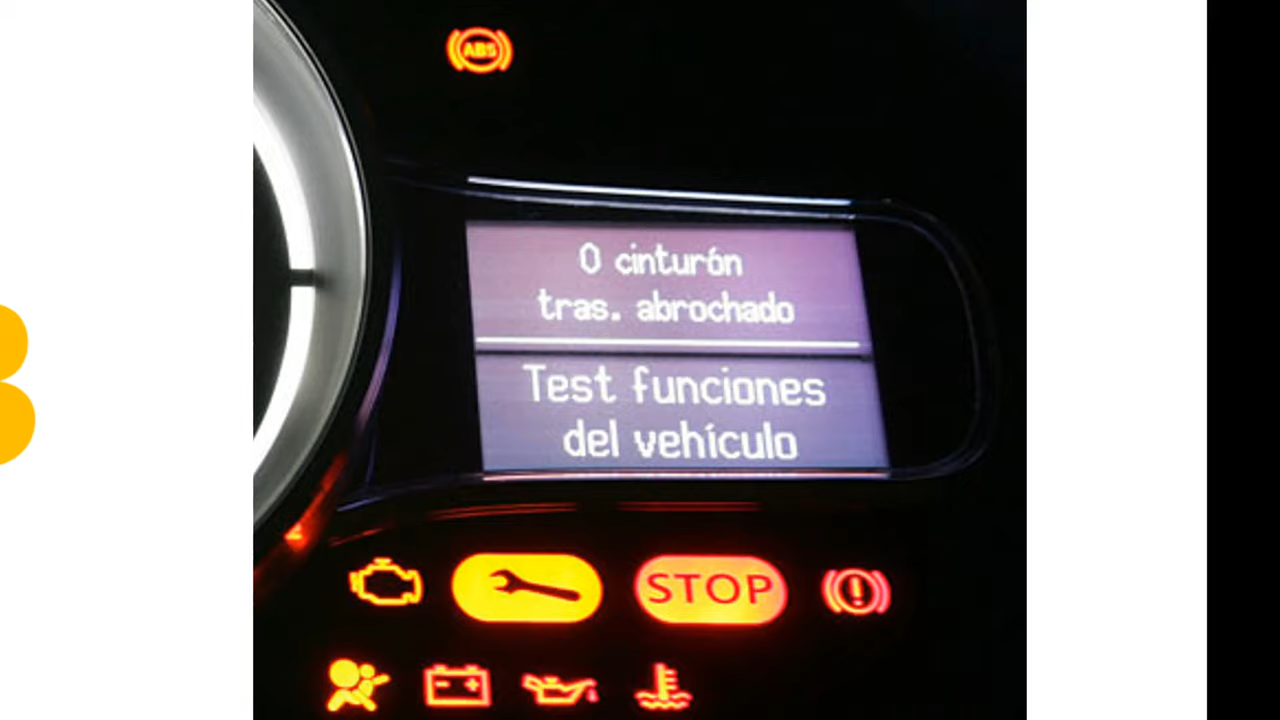 ABS
0 cinturón
tras. abrochado
Test funciones
del vehículo
STOP